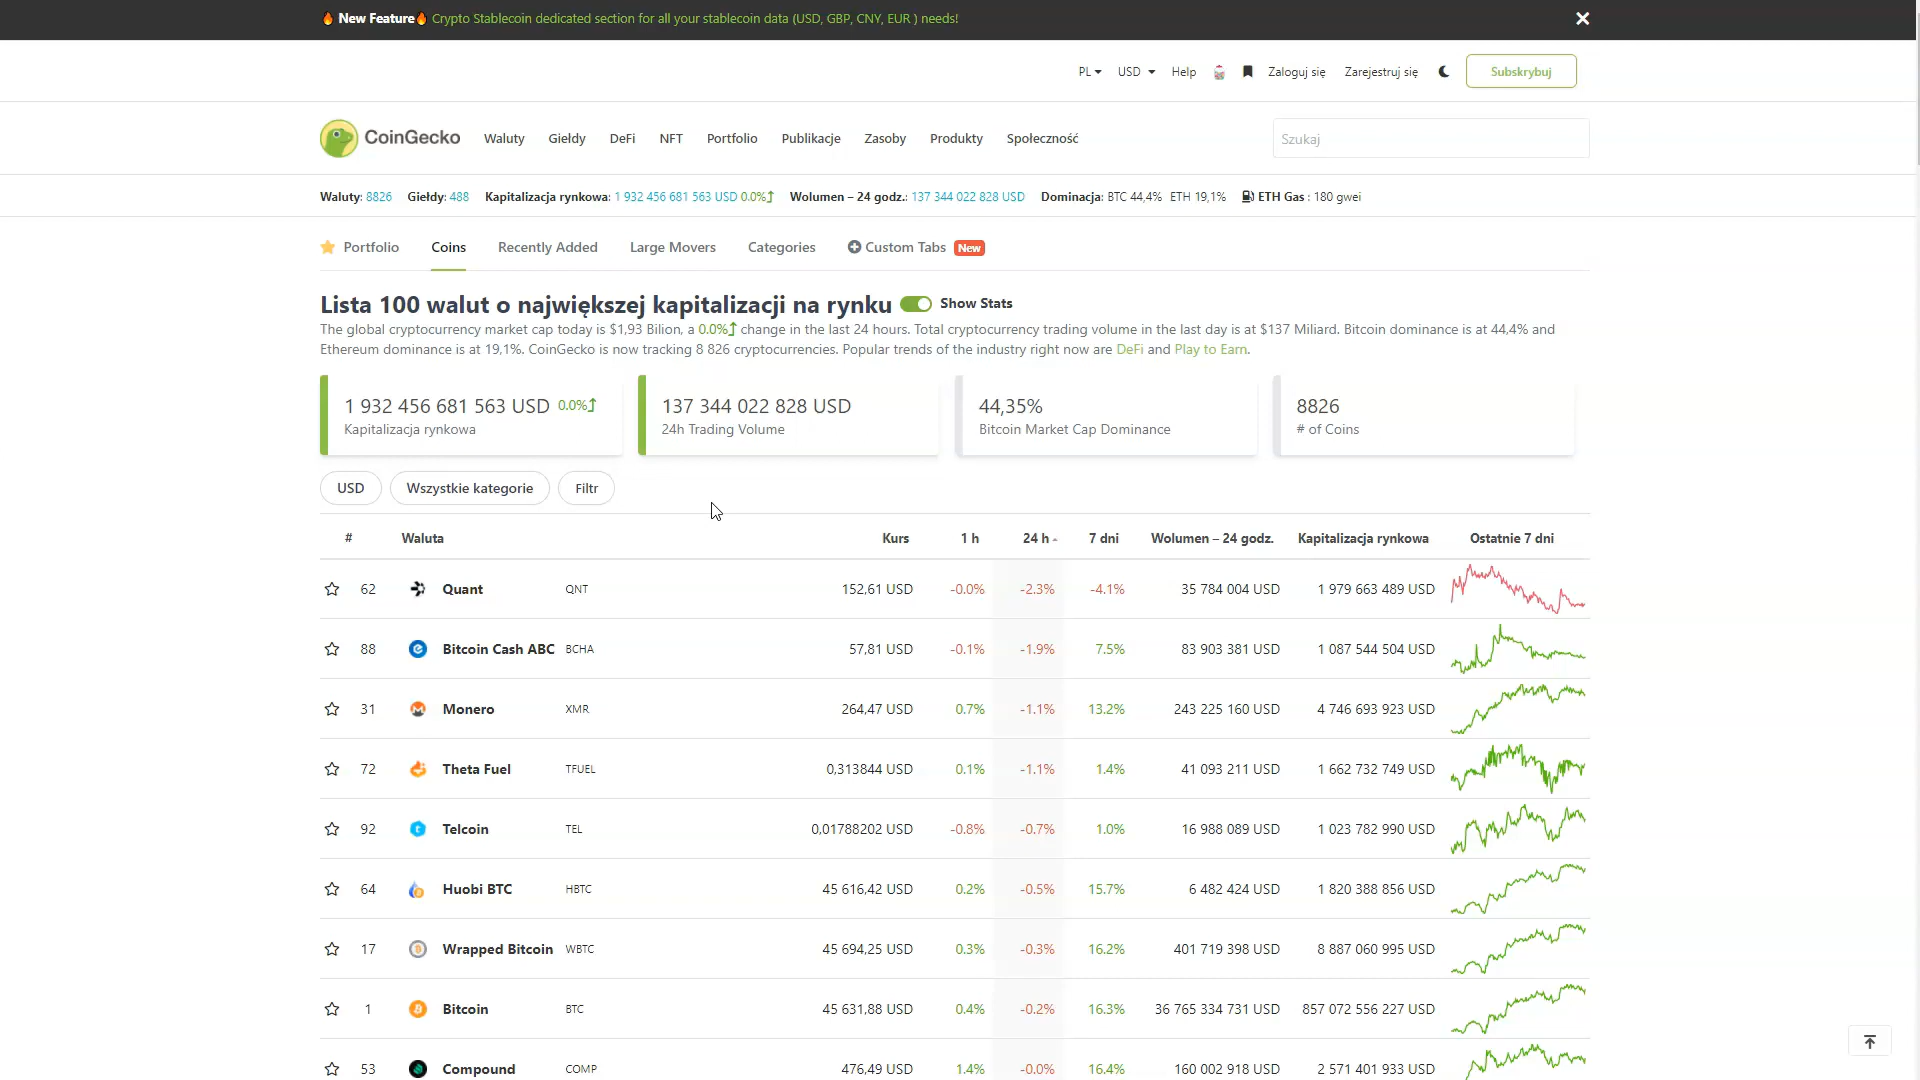 New Feature Crypto Stablecoin dedicated section for all your stablecoin data (USD, GBP, CNY, EUR ) needs!
PL USD Help Zaloguj się Zarejestruj się Subskrybuj
CoinGecko Waluty Giełdy DeFi NFT Portfolio Publikacje Zasoby Produkty Społeczność Szukaj
Waluty: 8826 Giełdy: 488 Kapitalizacja rynkowa: 1 932 456 681 563 USD 0.0% Wolumen – 24 godz.: 137 344 022 828 USD Dominacja: BTC 44,4% ETH 19,1% ETH Gas : 180 gwei
Portfolio Coins Recently Added Large Movers Categories Custom Tabs New
Lista 100 walut o największej kapitalizacji na rynku Show Stats
The global cryptocurrency market cap today is $1,93 Bilion, a 0.0% change in the last 24 hours. Total cryptocurrency trading volume in the last day is at $137 Miliard. Bitcoin dominance is at 44,4% and
Ethereum dominance is at 19,1%. CoinGecko is now tracking 8 826 cryptocurrencies. Popular trends of the industry right now are DeFi and Play to Earn.
1 932 456 681 563 USD 0.0% 137 344 022 828 USD 44,35% 8826
Kapitalizacja rynkowa 24h Trading Volume Bitcoin Market Cap Dominance # of Coins
USD Wszystkie kategorie Filtr
# Waluta Kurs 1 h 24 h 7 dni Wolumen – 24 godz. Kapitalizacja rynkowa Ostatnie 7 dni
62 Quant QNT 152,61 USD -0.0% -2.3% -4.1% 35 784 004 USD 1 979 663 489 USD
88 Bitcoin Cash ABC BCHA 57,81 USD -0.1% -1.9% 7.5% 83 903 381 USD 1 087 544 504 USD
31 Monero XMR 264,47 USD 0.7% -1.1% 13.2% 243 225 160 USD 4 746 693 923 USD
72 Theta Fuel TFUEL 0,313844 USD 0.1% -1.1% 1.4% 41 093 211 USD 1 662 732 749 USD
92 Telcoin TEL 0,01788202 USD -0.8% -0.7% 1.0% 16 988 089 USD 1 023 782 990 USD
64 Huobi BTC HBTC 45 616,42 USD 0.2% -0.5% 15.7% 6 482 424 USD 1 820 388 856 USD
17 Wrapped Bitcoin WBTC 45 694,25 USD 0.3% -0.3% 16.2% 401 719 398 USD 8 887 060 995 USD
1 Bitcoin BTC 45 631,88 USD 0.4% -0.2% 16.3% 36 765 334 731 USD 857 072 556 227 USD
53 Compound COMP 476,49 USD 1.4% -0.0% 16.4% 160 002 918 USD 2 571 401 933 USD